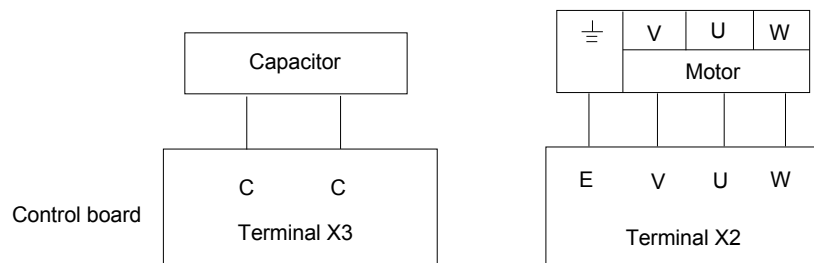 Capacitor
C C
Control board
Terminal X3
V U W
Motor
E V U W
Terminal X2